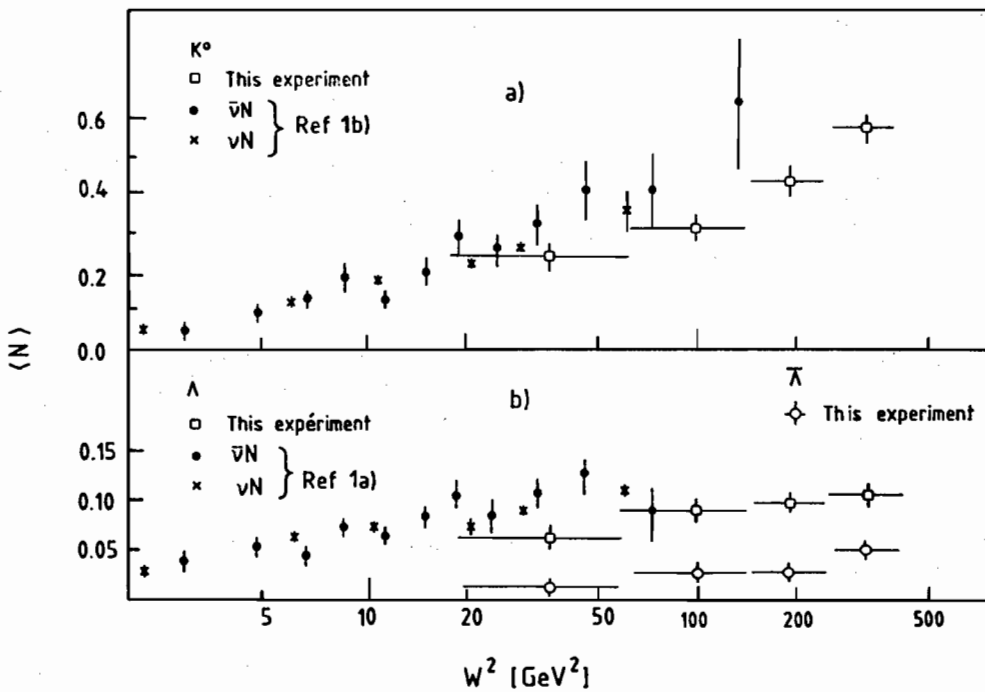 K°
This experiment
ν̄N
νN
Ref 1b)
a)
0.6
0.4
0.2
0.0
⟨N⟩
Λ
This expériment
ν̄N
νN
Ref 1a)
b)
Λ̄
This experiment
0.15
0.10
0.05
5 10 20 50 100 200 500
W² [GeV²]